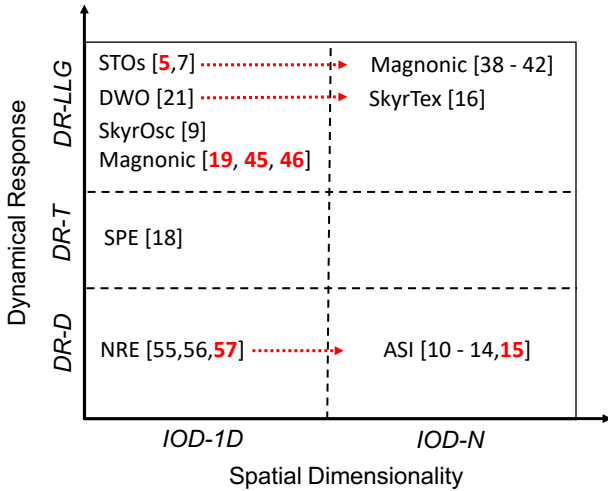 Dynamical Response
DR-LLG
STOs [5,7]
Magnonic [38 - 42]
DWO [21]
SkyrTex [16]
SkyrOsc [9]
Magnonic [19, 45, 46]
DR-T
SPE [18]
DR-D
NRE [55,56,57]
ASI [10 - 14,15]
IOD-1D
IOD-N
Spatial Dimensionality